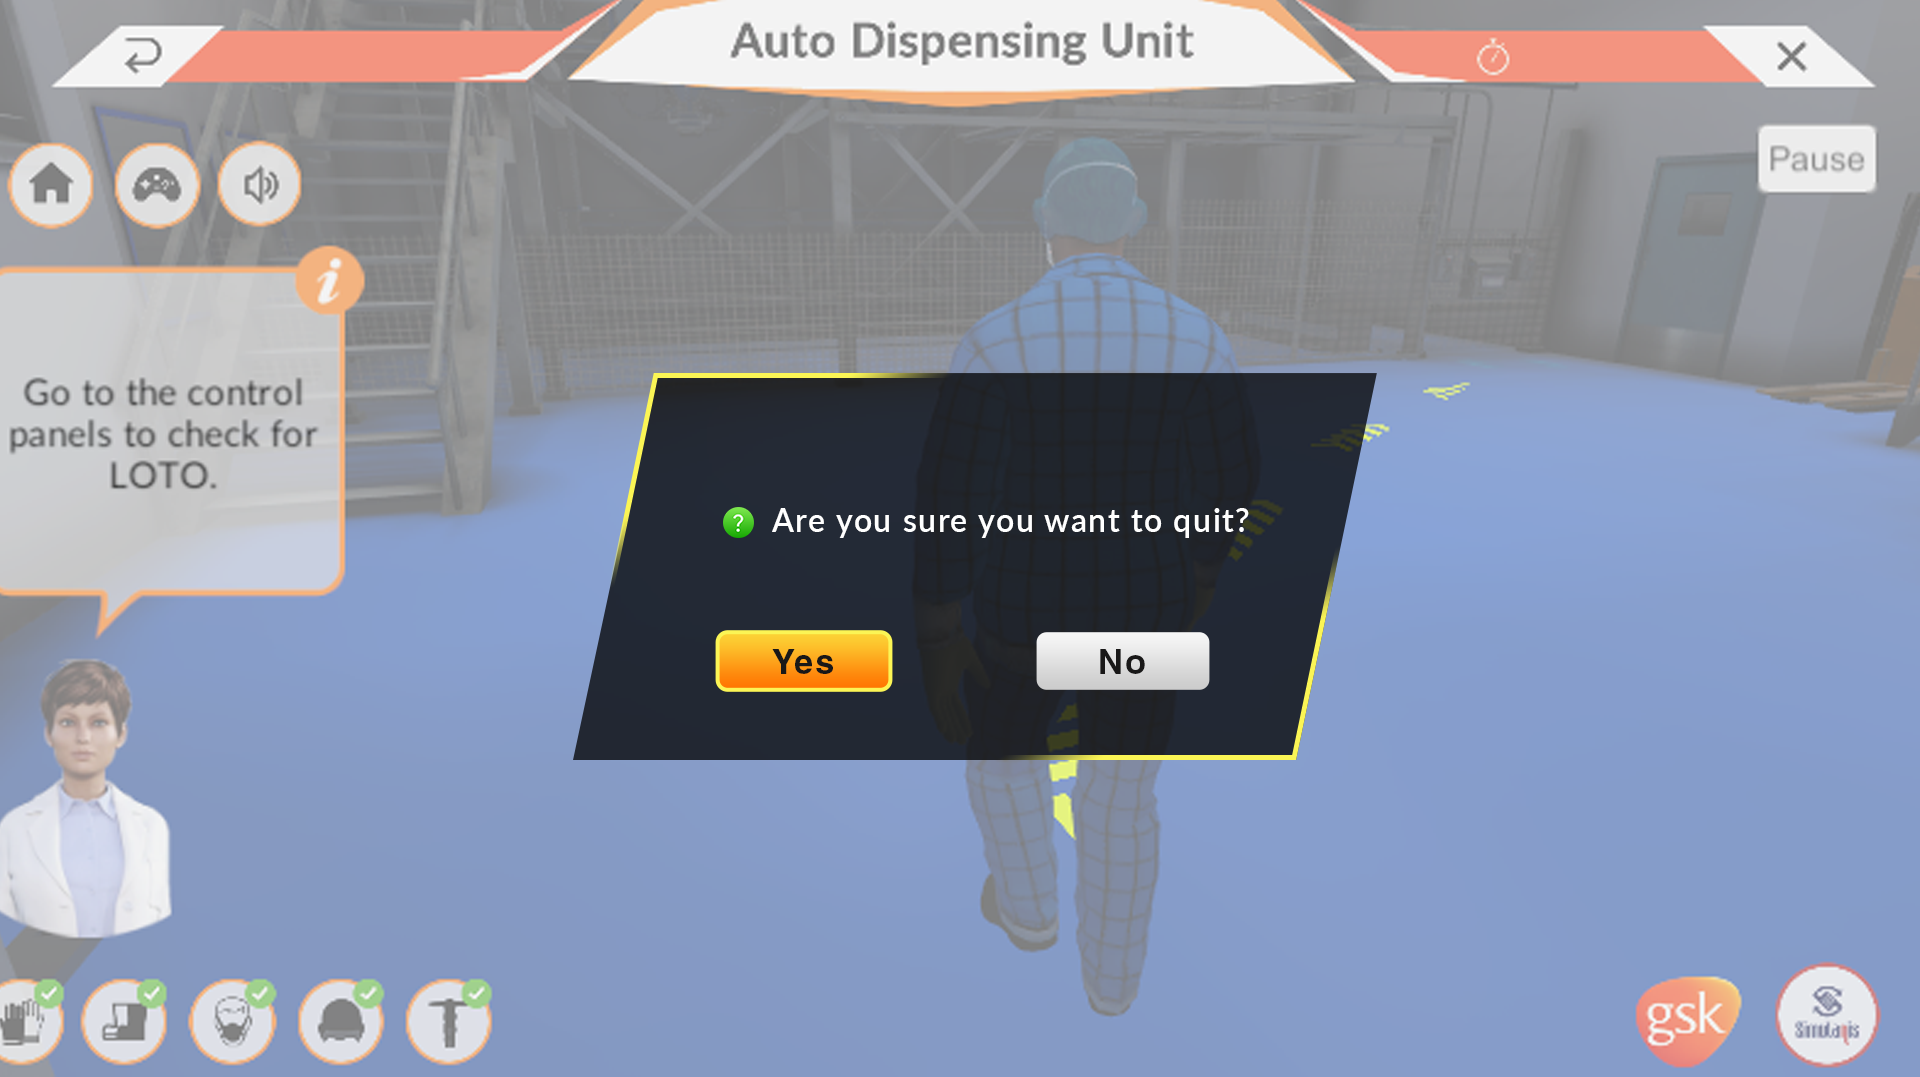 Auto Dispensing Unit
Pause
i
Go to the control
panels to check for
LOTO.
? Are you sure you want to quit?
Yes
No
gsk
Simulanis